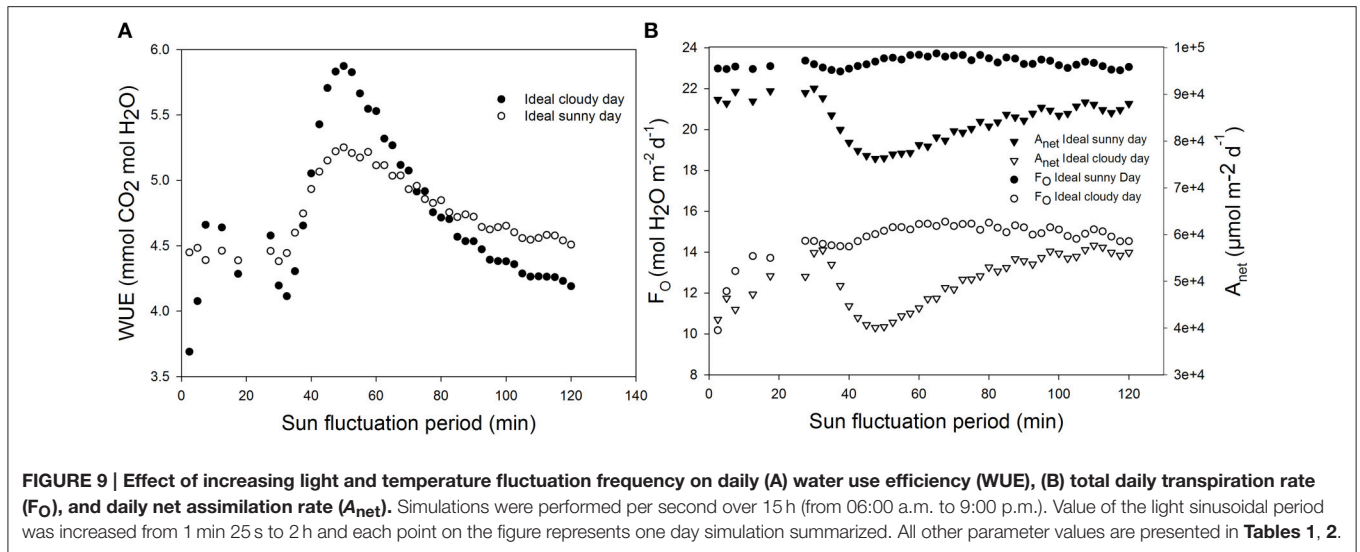 A
B
WUE (mmol CO2 mol H2O)
6.0
5.5
5.0
4.5
4.0
3.5
0 20 40 60 80 100 120 140
Sun fluctuation period (min)
Ideal cloudy day
Ideal sunny day
FO (mol H2O m-2 d-1)
24
22
20
18
16
14
12
10
8
0 20 40 60 80 100 120
Sun fluctuation period (min)
Anet Ideal sunny day
Anet Ideal cloudy day
FO Ideal sunny Day
FO Ideal cloudy day
1e+5
9e+4
8e+4
7e+4
6e+4
5e+4
4e+4
3e+4
Anet (µmol m-2 d-1)
FIGURE 9 | Effect of increasing light and temperature fluctuation frequency on daily (A) water use efficiency (WUE), (B) total daily transpiration rate
(FO), and daily net assimilation rate (Anet). Simulations were performed per second over 15 h (from 06:00 a.m. to 9:00 p.m.). Value of the light sinusoidal period
was increased from 1 min 25 s to 2 h and each point on the figure represents one day simulation summarized. All other parameter values are presented in Tables 1, 2.